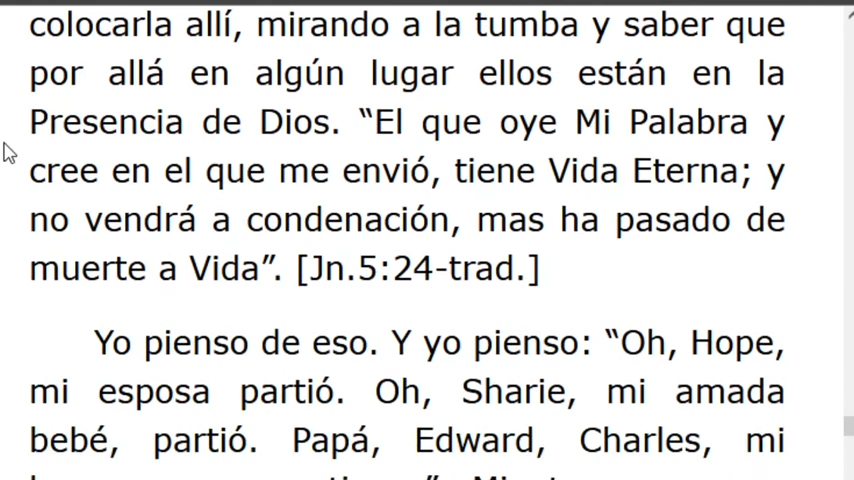 colocarla allí, mirando a la tumba y saber que
por allá en algún lugar ellos están en la
Presencia de Dios. “El que oye Mi Palabra y
cree en el que me envió, tiene Vida Eterna; y
no vendrá a condenación, mas ha pasado de
muerte a Vida”. [Jn.5:24-trad.]
Yo pienso de eso. Y yo pienso: “Oh, Hope,
mi esposa partió. Oh, Sharie, mi amada
bebé, partió. Papá, Edward, Charles, mi